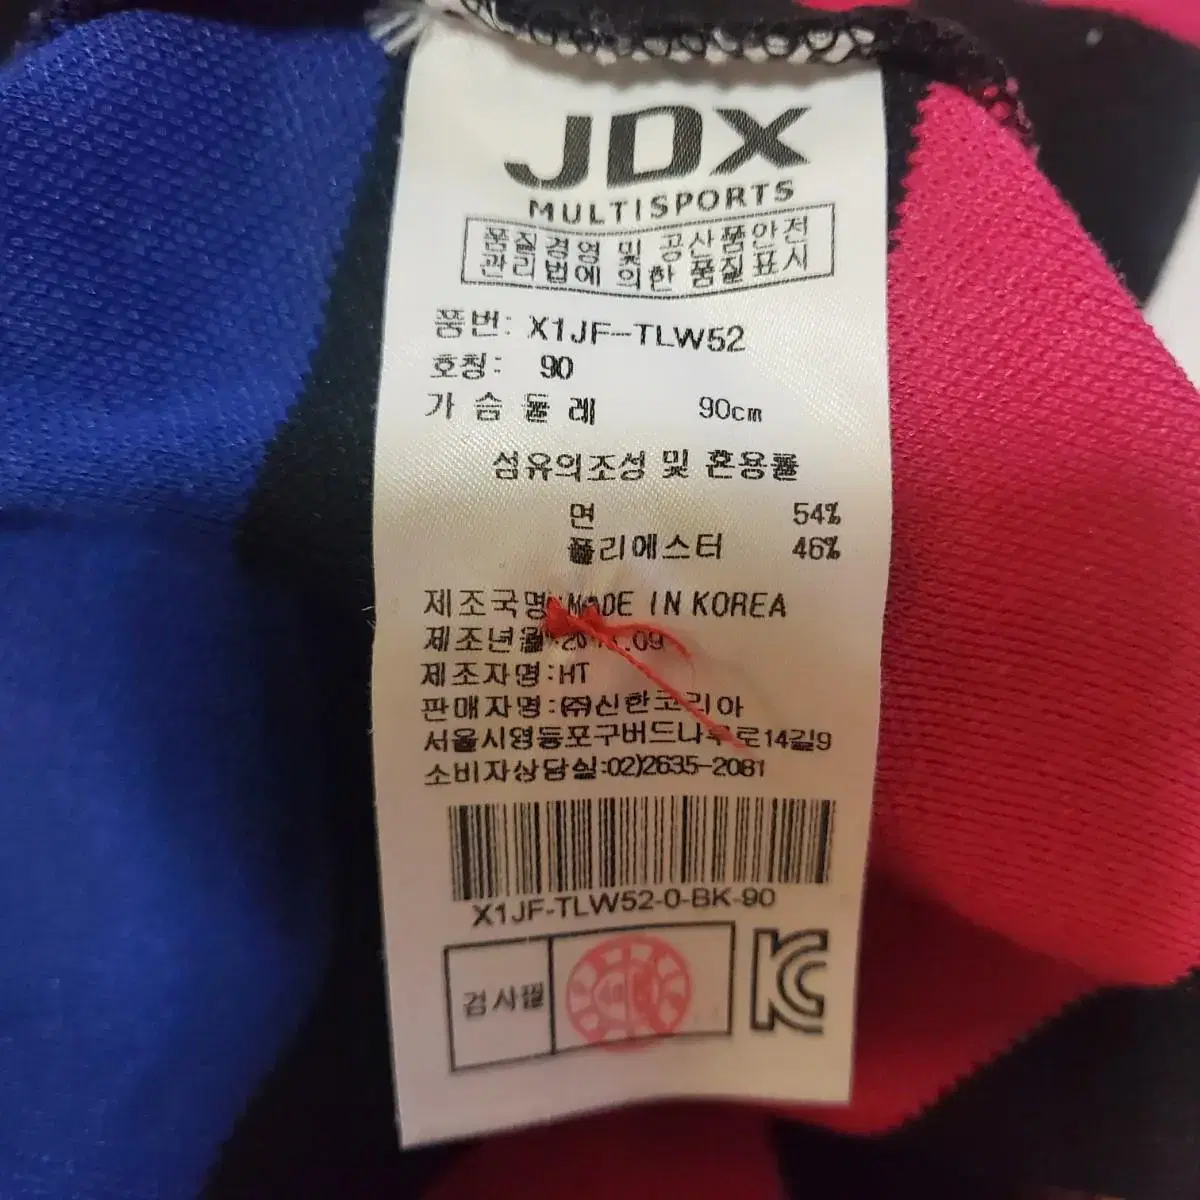 JDX
MULTISPORTS
품질경영 및 공산품안전
관리법에 의한 품질표시
품번: X1JF-TLW52
호칭: 90
가슴둘레 90cm
섬유의조성 및 혼용률
면 54%
폴리에스터 46%
제조국명:MADE IN KOREA
제조년월
제조자명:HT
판매자명:(주)신한코리아
서울시영등포구버드나루로14길9
소비자상담실:02)2635-2081
X1JF-TLW52-0-BK-90
검사필
KC